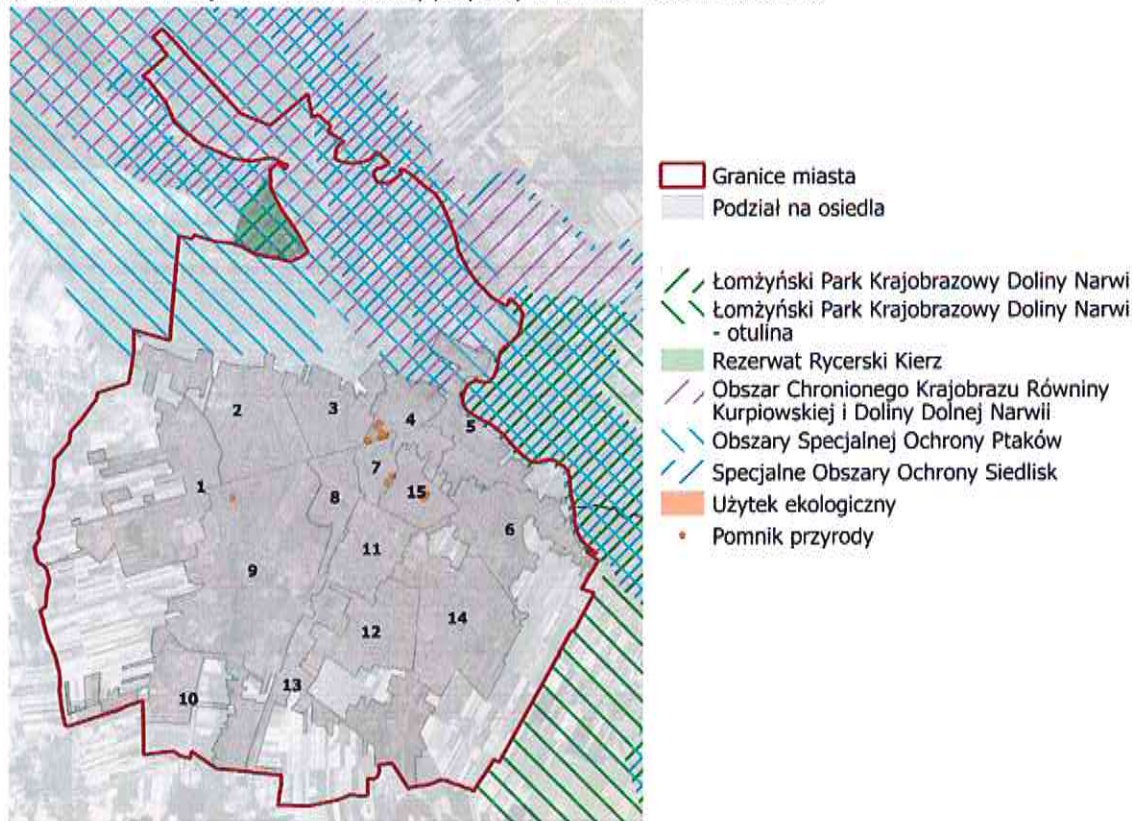 Granice miasta
Podział na osiedla
Łomżyński Park Krajobrazowy Doliny Narwi
Łomżyński Park Krajobrazowy Doliny Narwi
- otulina
Rezerwat Rycerski Kierz
Obszar Chronionego Krajobrazu Równiny
Kurpiowskiej i Doliny Dolnej Narwii
Obszary Specjalnej Ochrony Ptaków
Specjalne Obszary Ochrony Siedlisk
Użytek ekologiczny
Pomnik przyrody
2
3
4
5
1
7
8
15
6
9
11
12
14
10
13